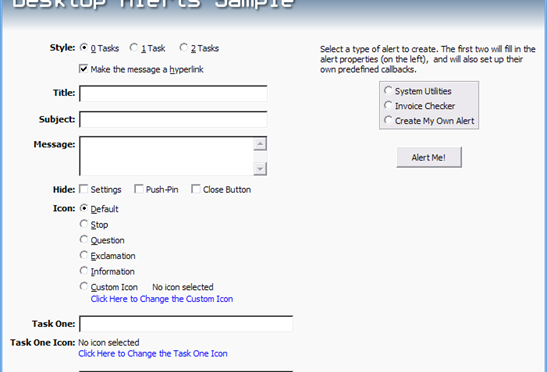 Desktop Alerts Sample
Style: 0 Tasks 1 Task 2 Tasks
Make the message a hyperlink
Title:
Subject:
Message:
Hide: Settings Push-Pin Close Button
Icon: Default
Stop
Question
Exclamation
Information
Custom Icon No icon selected
Click Here to Change the Custom Icon
Task One:
Task One Icon: No icon selected
Click Here to Change the Task One Icon
Select a type of alert to create. The first two will fill in the
alert properties (on the left), and will also set up their
own predefined callbacks.
System Utilities
Invoice Checker
Create My Own Alert
Alert Me!